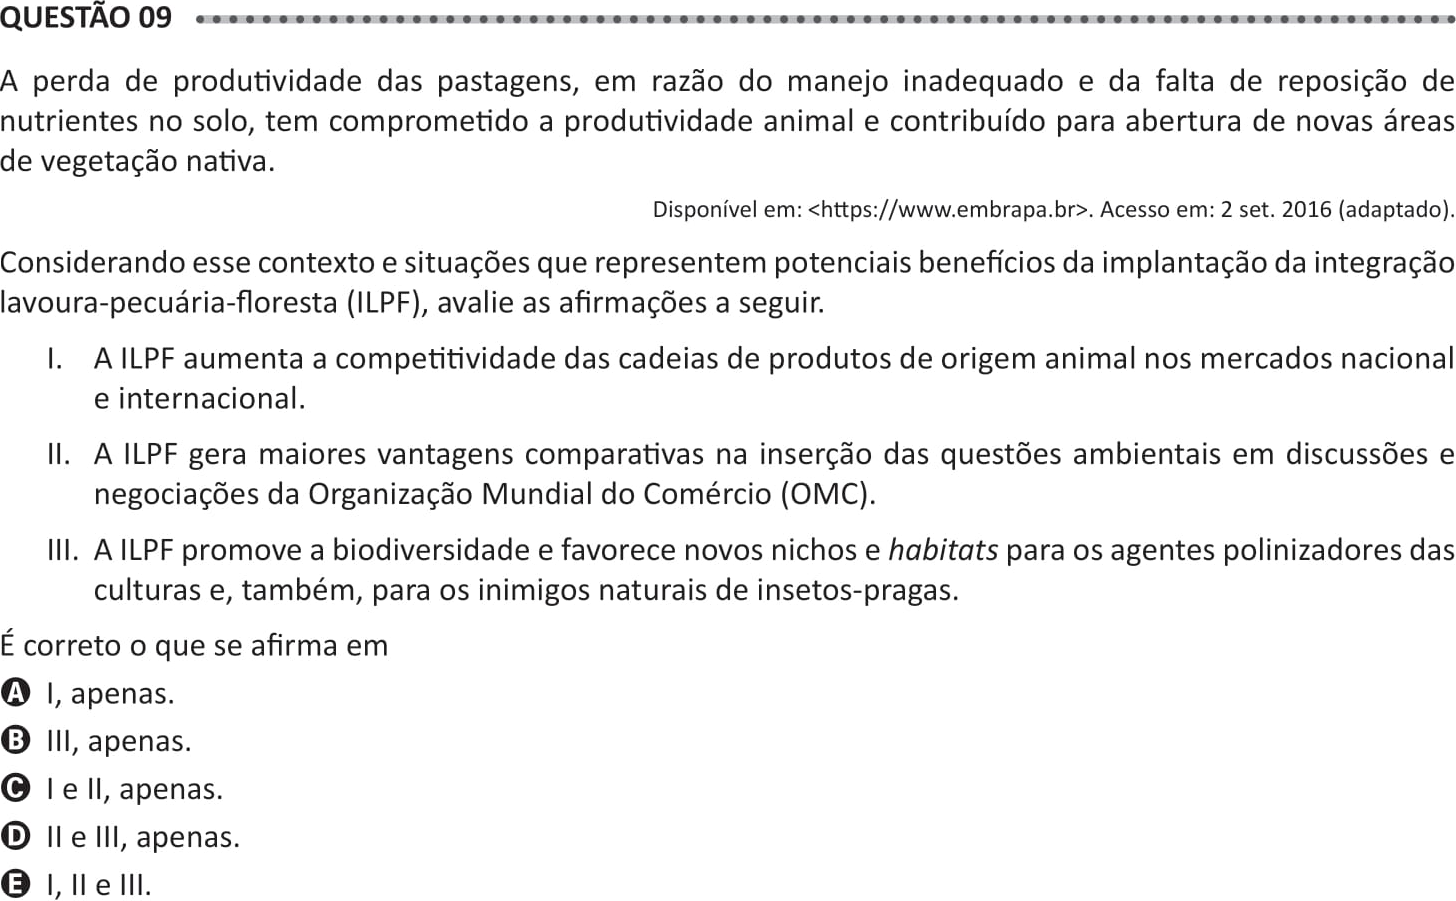 QUESTÃO 09
A perda de produtividade das pastagens, em razão do manejo inadequado e da falta de reposição de
nutrientes no solo, tem comprometido a produtividade animal e contribuído para abertura de novas áreas
de vegetação nativa.
Disponível em: <https://www.embrapa.br>. Acesso em: 2 set. 2016 (adaptado).
Considerando esse contexto e situações que representem potenciais benefícios da implantação da integração
lavoura-pecuária-floresta (ILPF), avalie as afirmações a seguir.
I. A ILPF aumenta a competitividade das cadeias de produtos de origem animal nos mercados nacional
e internacional.
II. A ILPF gera maiores vantagens comparativas na inserção das questões ambientais em discussões e
negociações da Organização Mundial do Comércio (OMC).
III. A ILPF promove a biodiversidade e favorece novos nichos e habitats para os agentes polinizadores das
culturas e, também, para os inimigos naturais de insetos-pragas.
É correto o que se afirma em
A I, apenas.
B III, apenas.
C I e II, apenas.
D II e III, apenas.
E I, II e III.